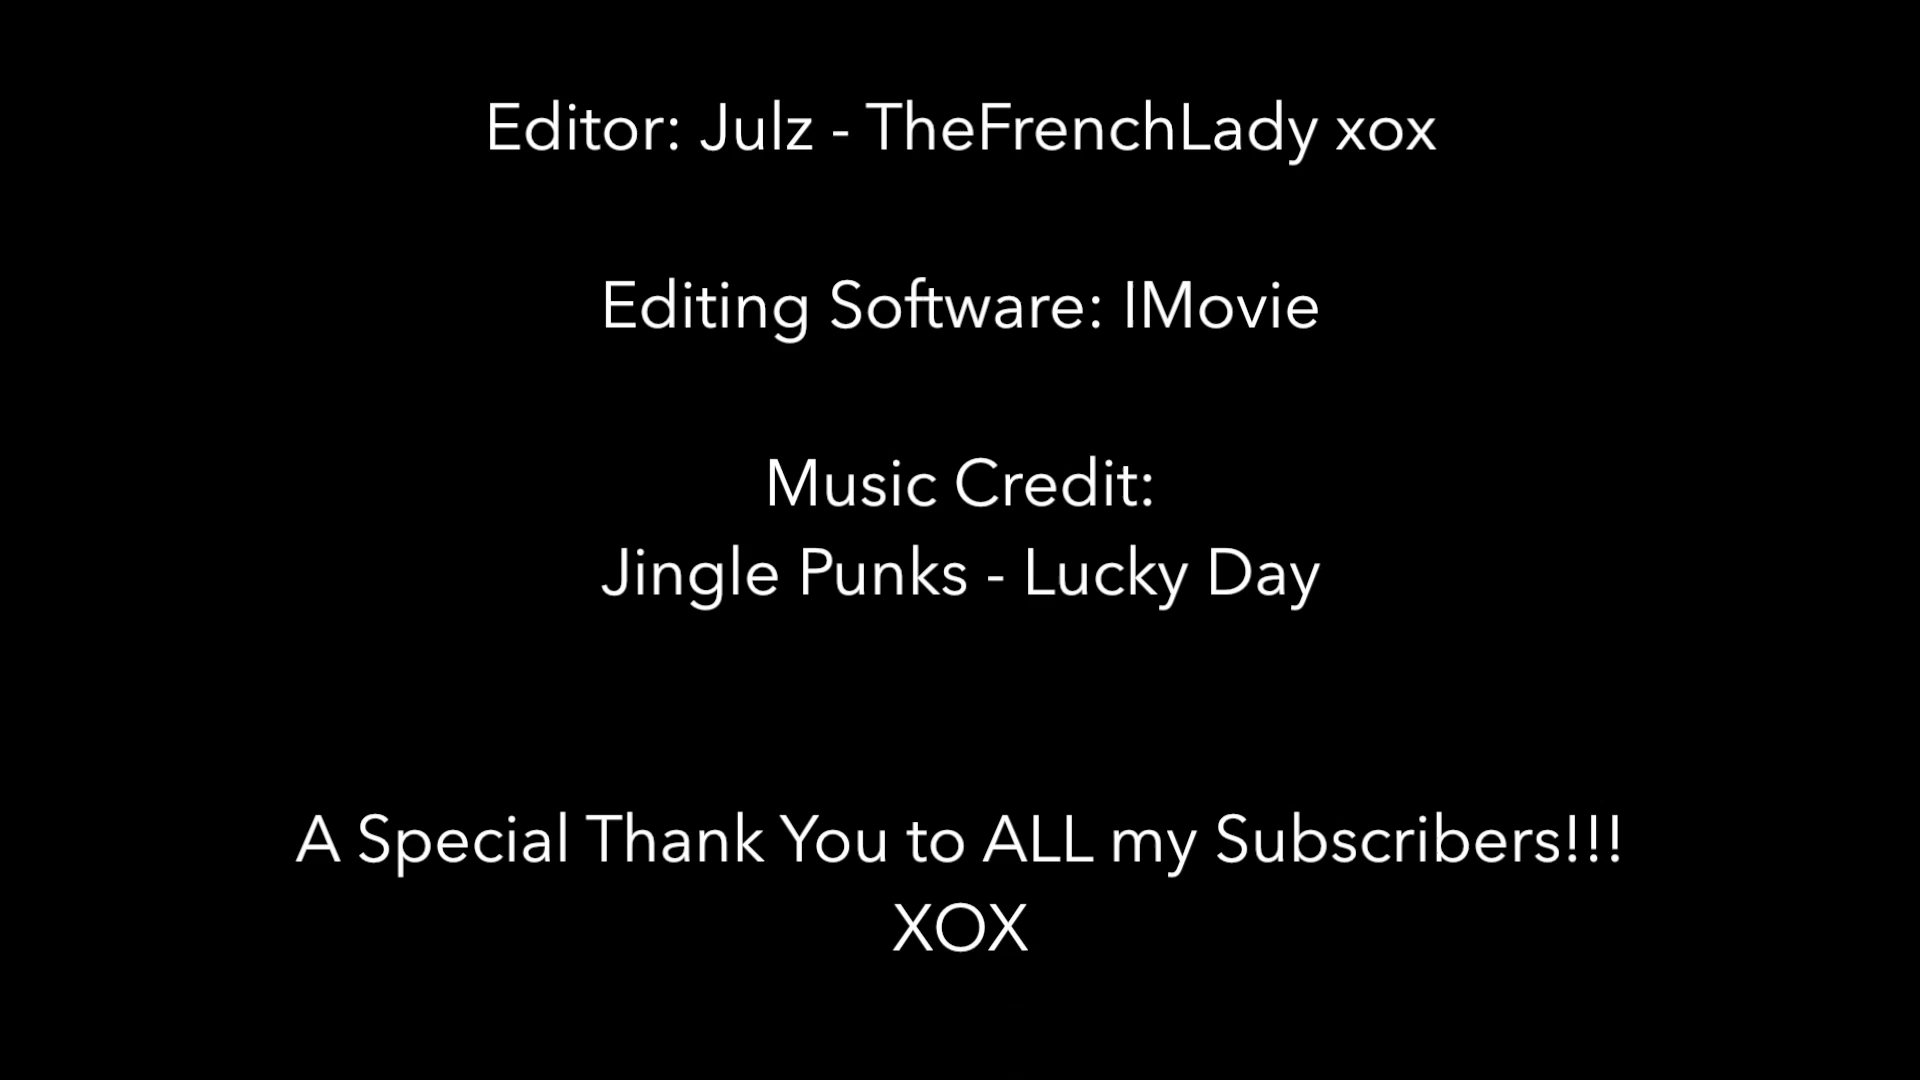 Editor: Julz - TheFrenchLady xox
Editing Software: IMovie
Music Credit:
Jingle Punks - Lucky Day
A Special Thank You to ALL my Subscribers!!!
XOX